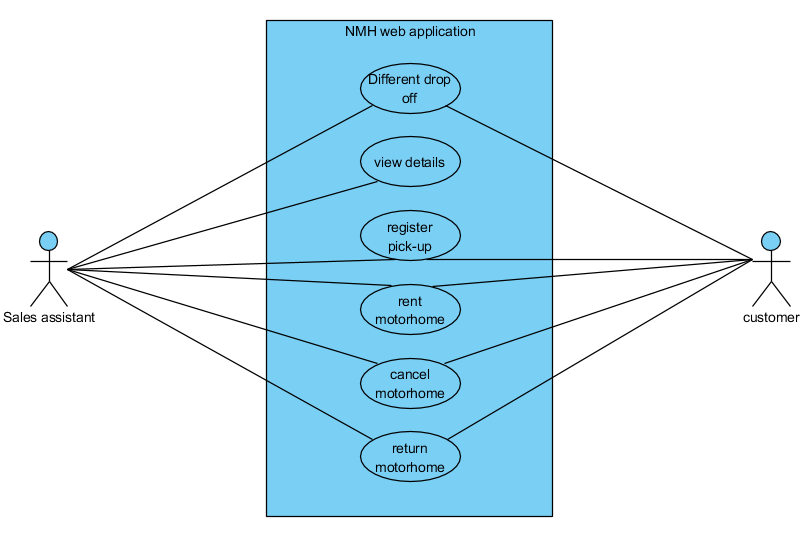 NMH web application
Different drop
off
view details
register
pick-up
rent
motorhome
cancel
motorhome
return
motorhome
Sales assistant
customer